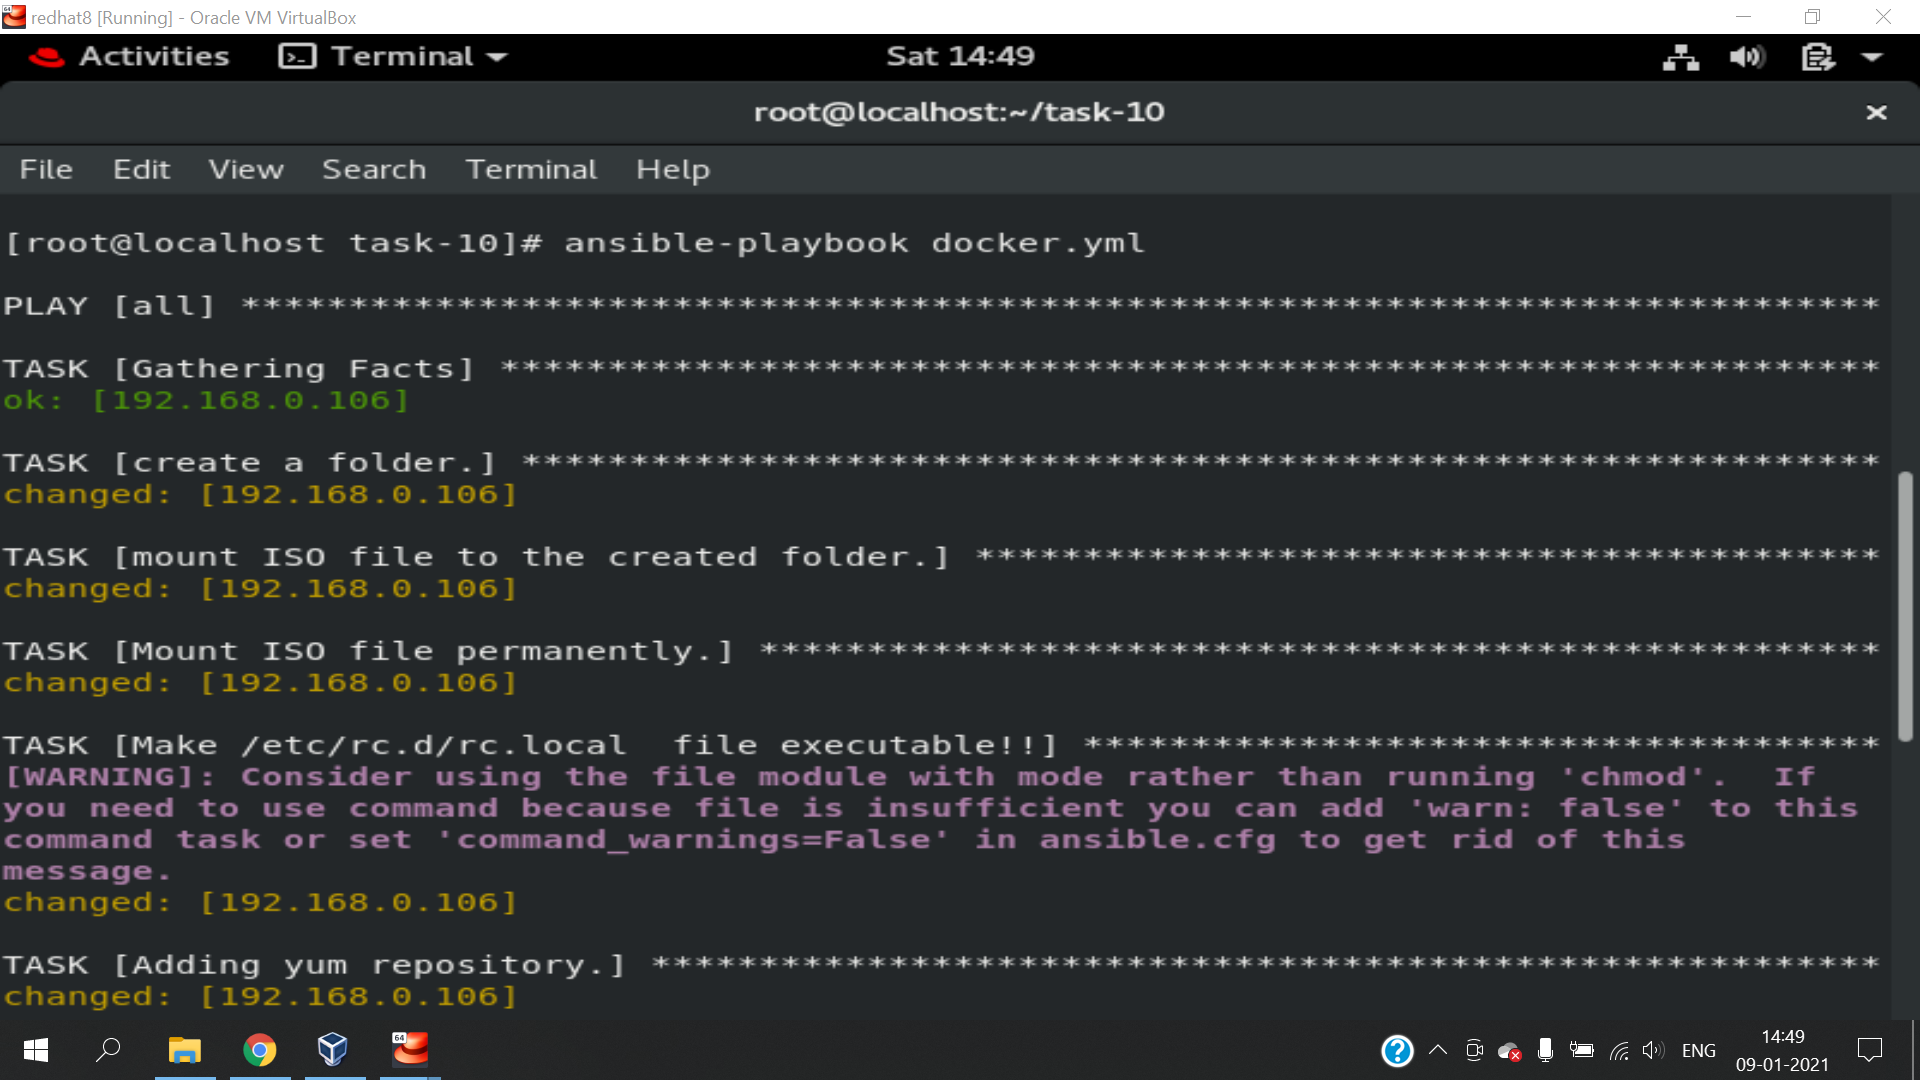 redhat8 [Running] - Oracle VM VirtualBox
Activities Terminal Sat 14:49
root@localhost:~/task-10
File Edit View Search Terminal Help
[root@localhost task-10]# ansible-playbook docker.yml
PLAY [all] ****************************************************************************
TASK [Gathering Facts] ****************************************************************
ok: [192.168.0.106]
TASK [create a folder.] ***************************************************************
changed: [192.168.0.106]
TASK [mount ISO file to the created folder.] ******************************************
changed: [192.168.0.106]
TASK [Mount ISO file permanently.] ****************************************************
changed: [192.168.0.106]
TASK [Make /etc/rc.d/rc.local  file executable!!] *************************************
[WARNING]: Consider using the file module with mode rather than running 'chmod'.  If
you need to use command because file is insufficient you can add 'warn: false' to this
command task or set 'command_warnings=False' in ansible.cfg to get rid of this
message.
changed: [192.168.0.106]
TASK [Adding yum repository.] *********************************************************
changed: [192.168.0.106]
64
ENG
14:49
09-01-2021